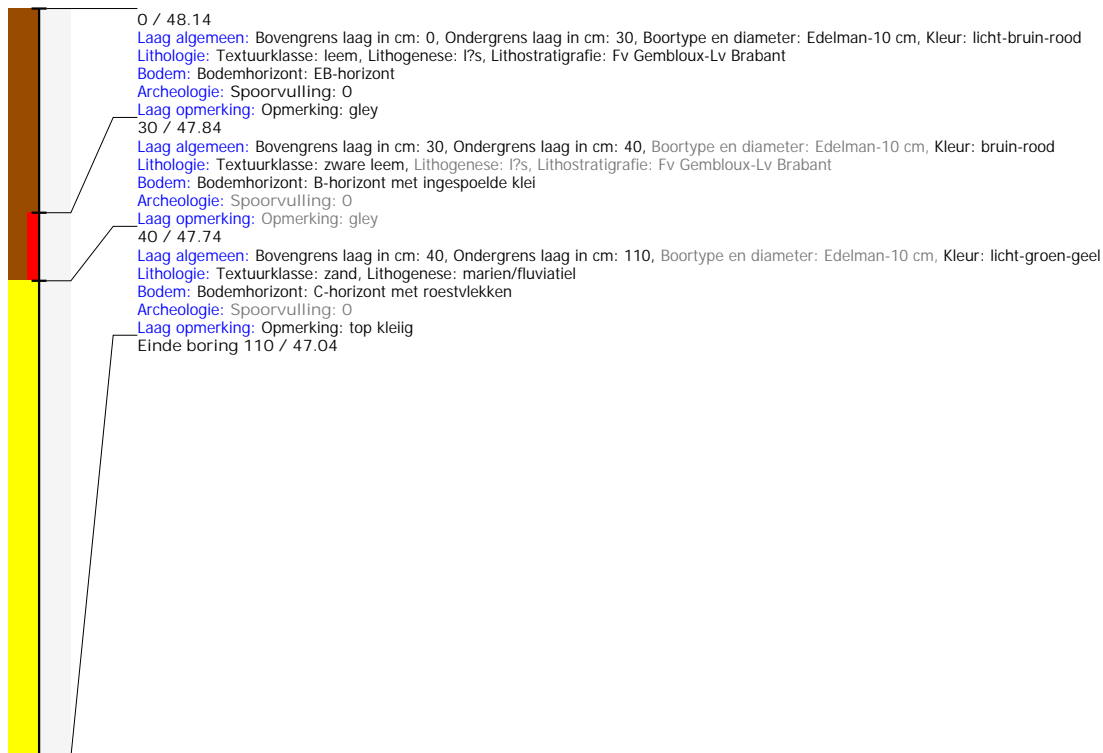 0 / 48.14
Laag algemeen: Bovengrens laag in cm: 0, Ondergrens laag in cm: 30, Boortype en diameter: Edelman-10 cm, Kleur: licht-bruin-rood
Lithologie: Textuurklasse: leem, Lithogenese: l?s, Lithostratigrafie: Fv Gembloux-Lv Brabant
Bodem: Bodemhorizont: EB-horizont
Archeologie: Spoorvulling: 0
Laag opmerking: Opmerking: gley
30 / 47.84
Laag algemeen: Bovengrens laag in cm: 30, Ondergrens laag in cm: 40, Boortype en diameter: Edelman-10 cm, Kleur: bruin-rood
Lithologie: Textuurklasse: zware leem, Lithogenese: l?s, Lithostratigrafie: Fv Gembloux-Lv Brabant
Bodem: Bodemhorizont: B-horizont met ingespoelde klei
Archeologie: Spoorvulling: 0
Laag opmerking: Opmerking: gley
40 / 47.74
Laag algemeen: Bovengrens laag in cm: 40, Ondergrens laag in cm: 110, Boortype en diameter: Edelman-10 cm, Kleur: licht-groen-geel
Lithologie: Textuurklasse: zand, Lithogenese: marien/fluviatiel
Bodem: Bodemhorizont: C-horizont met roestvlekken
Archeologie: Spoorvulling: 0
Laag opmerking: Opmerking: top kleiig
Einde boring 110 / 47.04